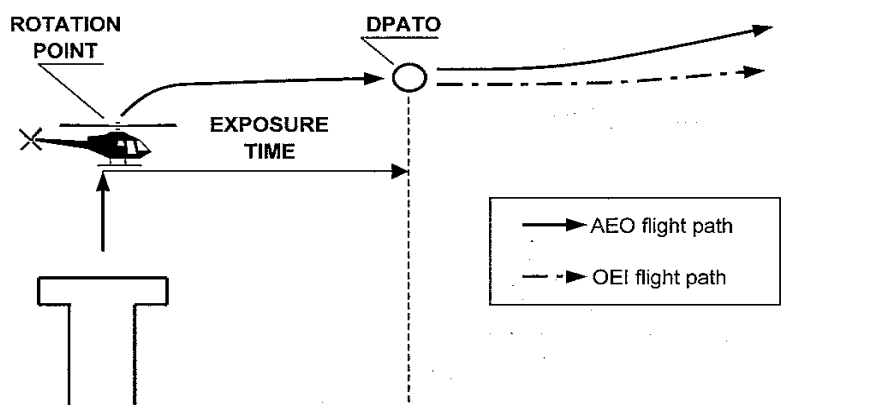 ROTATION
POINT
DPATO
EXPOSURE
TIME
AEO flight path
OEI flight path